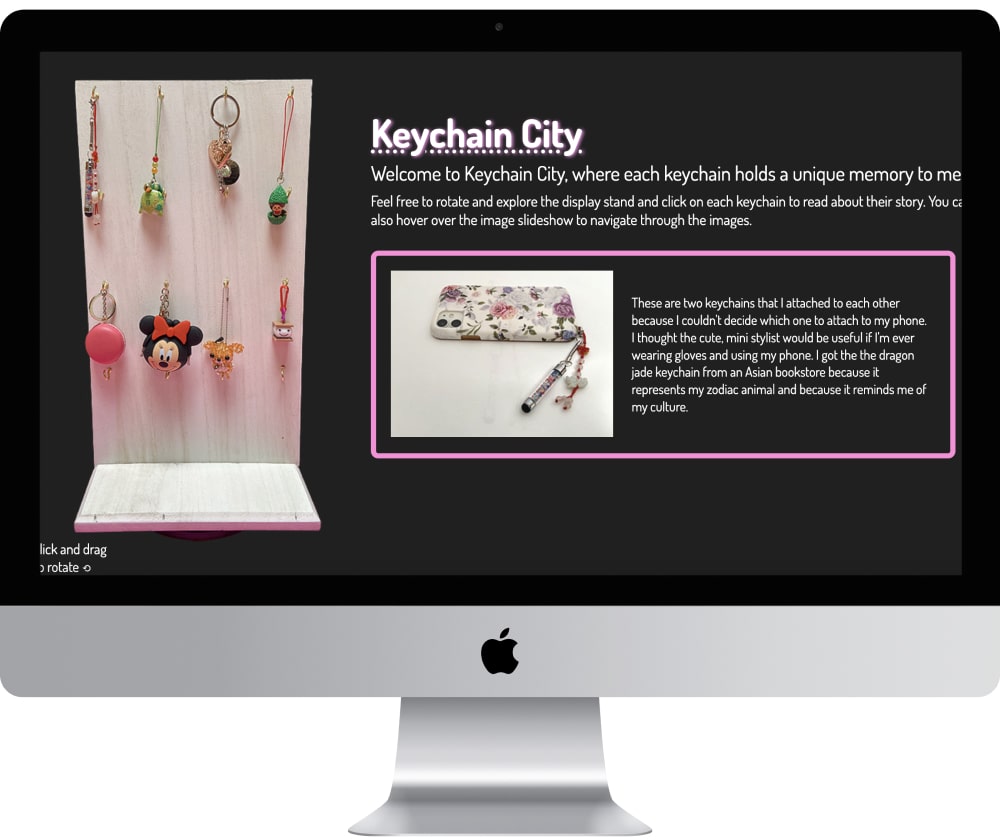 Keychain City
Welcome to Keychain City, where each keychain holds a unique memory to me
Feel free to rotate and explore the display stand and click on each keychain to read about their story. You ca
also hover over the image slideshow to navigate through the images.
These are two keychains that I attached to each other
because I couldn't decide which one to attach to my phone.
I thought the cute, mini stylist would be useful if I'm ever
wearing gloves and using my phone. I got the the dragon
jade keychain from an Asian bookstore because it
represents my zodiac animal and because it reminds me of
my culture.
lick and drag
o rotate ⟲